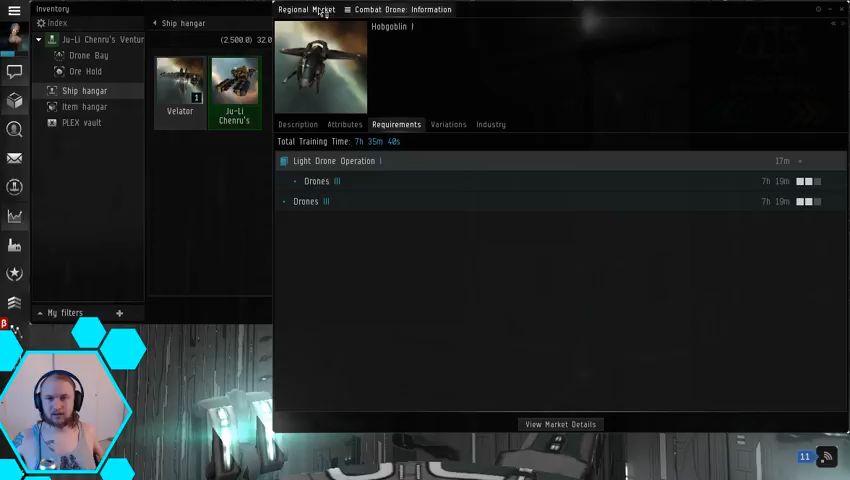 Inventory
Index
Ju-Li Chenru's Ventur
Drone Bay
Ore Hold
Ship hangar
Item hangar
PLEX vault
My filters
Ship hangar
(2,500.0) 32.0
1
Velator
Ju-Li
Chenru's
Regional Market
Combat Drone: Information
Hobgoblin I
Description
Attributes
Requirements
Variations
Industry
Total Training Time: 7h 35m 40s
Light Drone Operation I
17m
Drones III
7h 19m
Drones III
7h 19m
View Market Details
β
11